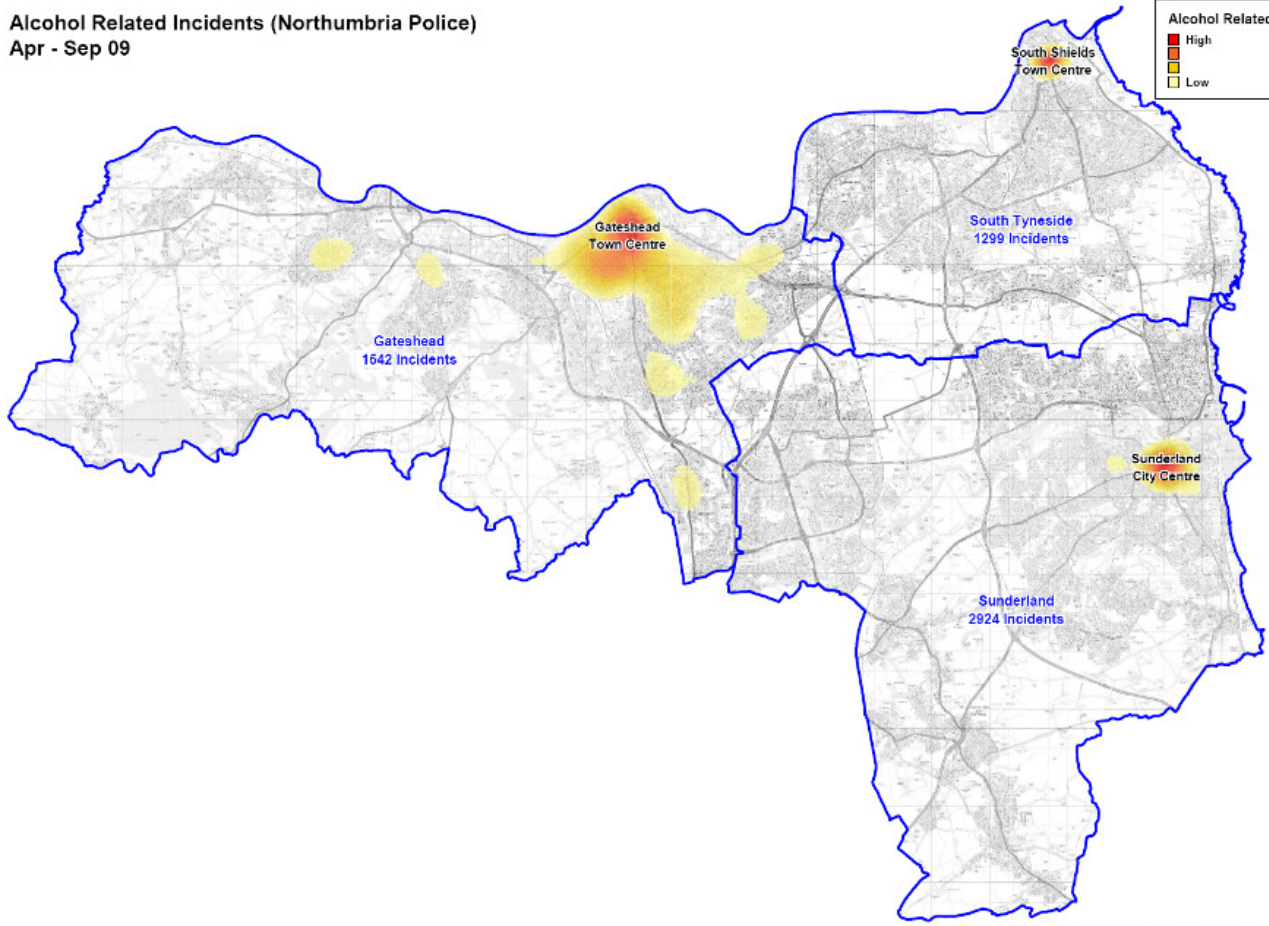 Alcohol Related Incidents (Northumbria Police)
Apr - Sep 09
Alcohol Related
High
Low
South Shields
Town Centre
South Tyneside
1299 Incidents
Gateshead
Town Centre
Gateshead
1542 Incidents
Sunderland
City Centre
Sunderland
2924 Incidents